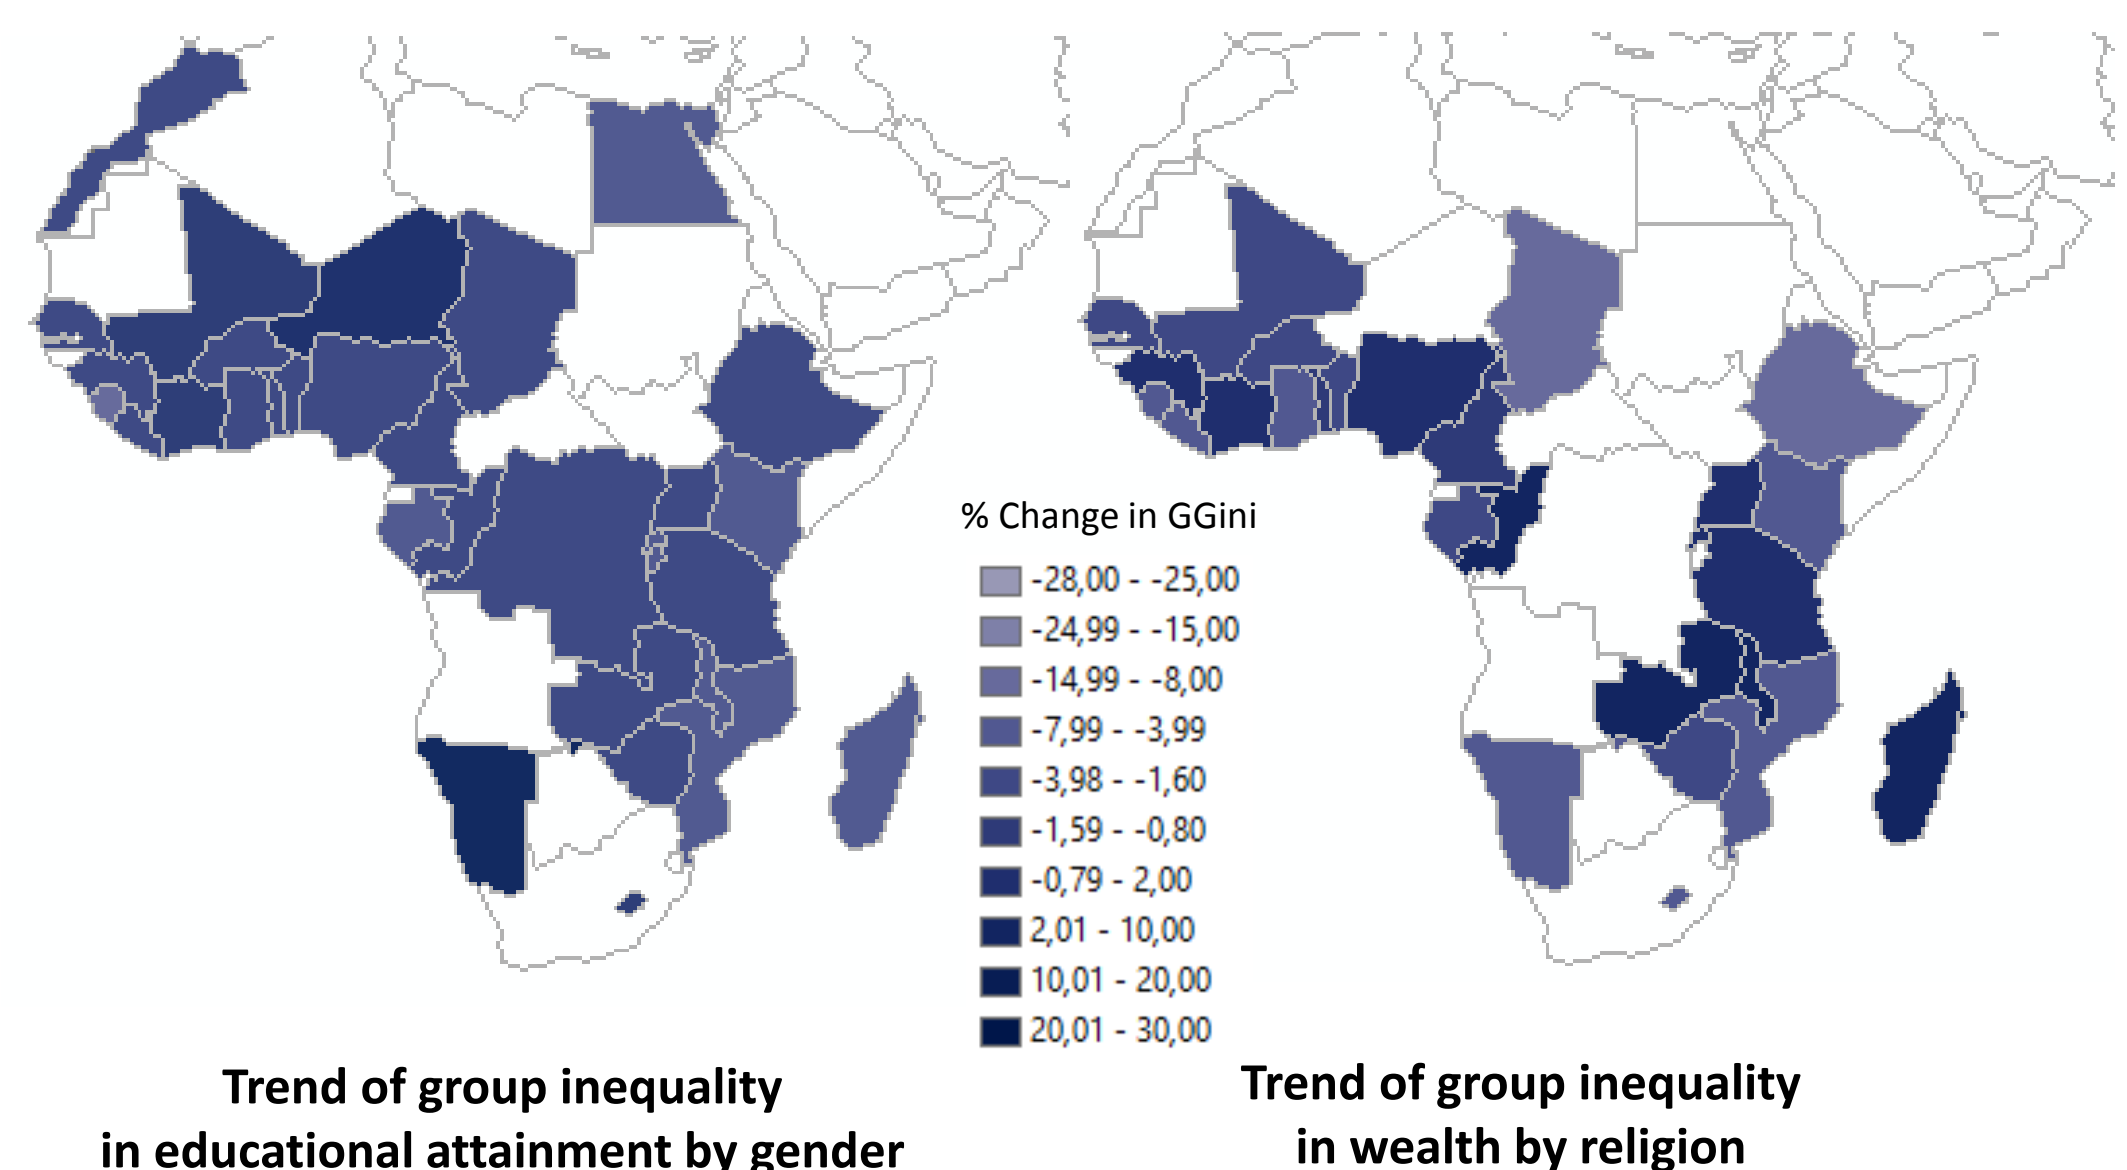 % Change in GGini
-28,00 - -25,00
-24,99 - -15,00
-14,99 - -8,00
-7,99 - -3,99
-3,98 - -1,60
-1,59 - -0,80
-0,79 - 2,00
2,01 - 10,00
10,01 - 20,00
20,01 - 30,00
Trend of group inequality
in educational attainment by gender
Trend of group inequality
in wealth by religion